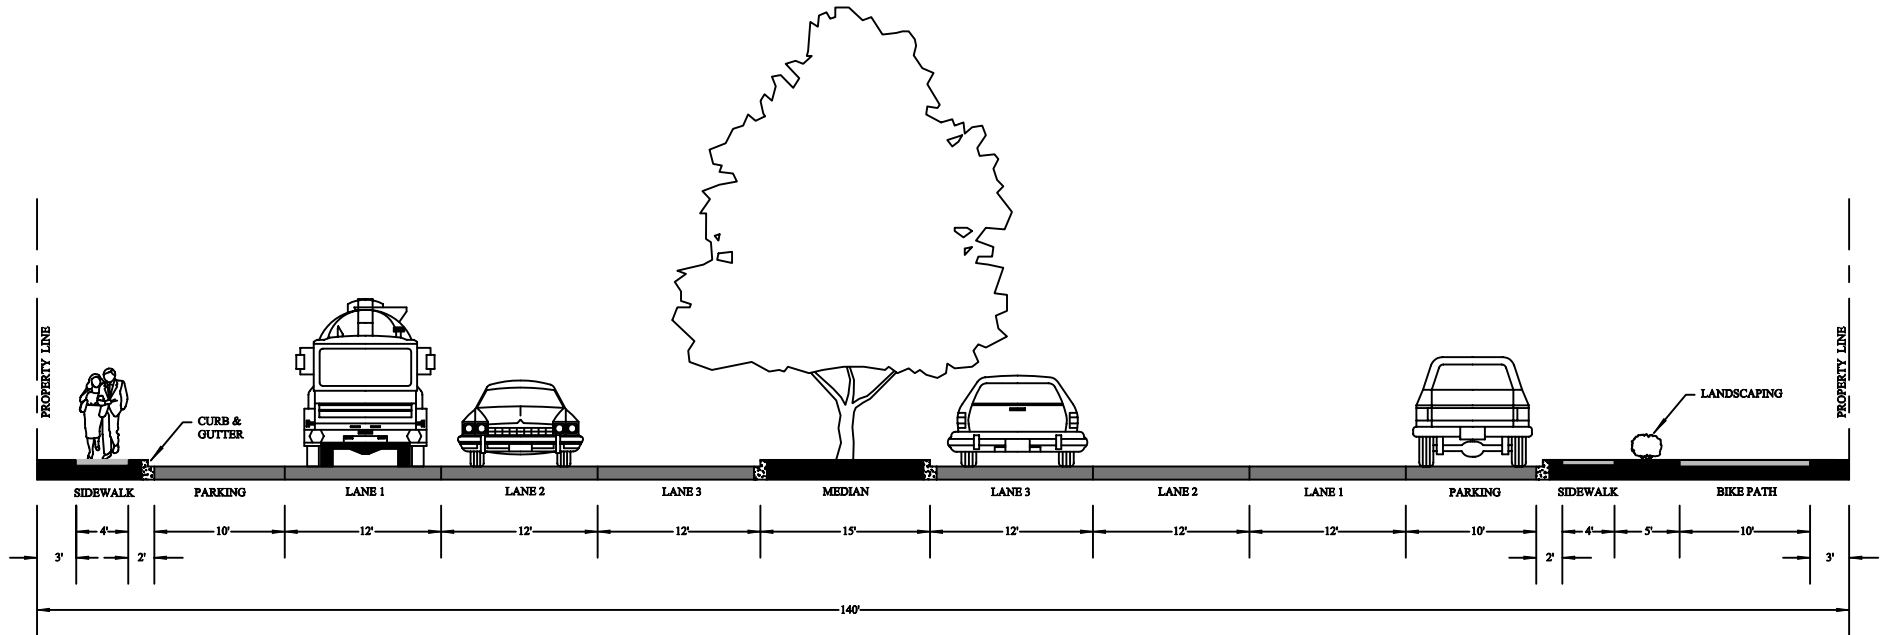 PROPERTY LINE
PROPERTY LINE
CURB &
GUTTER
LANDSCAPING
SIDEWALK PARKING LANE 1 LANE 2 LANE 3 MEDIAN LANE 3 LANE 2 LANE 1 PARKING SIDEWALK BIKE PATH
4' 10' 12' 12' 12' 15' 12' 12' 12' 10' 4' 5' 10'
3' 2' 2' 3'
140'